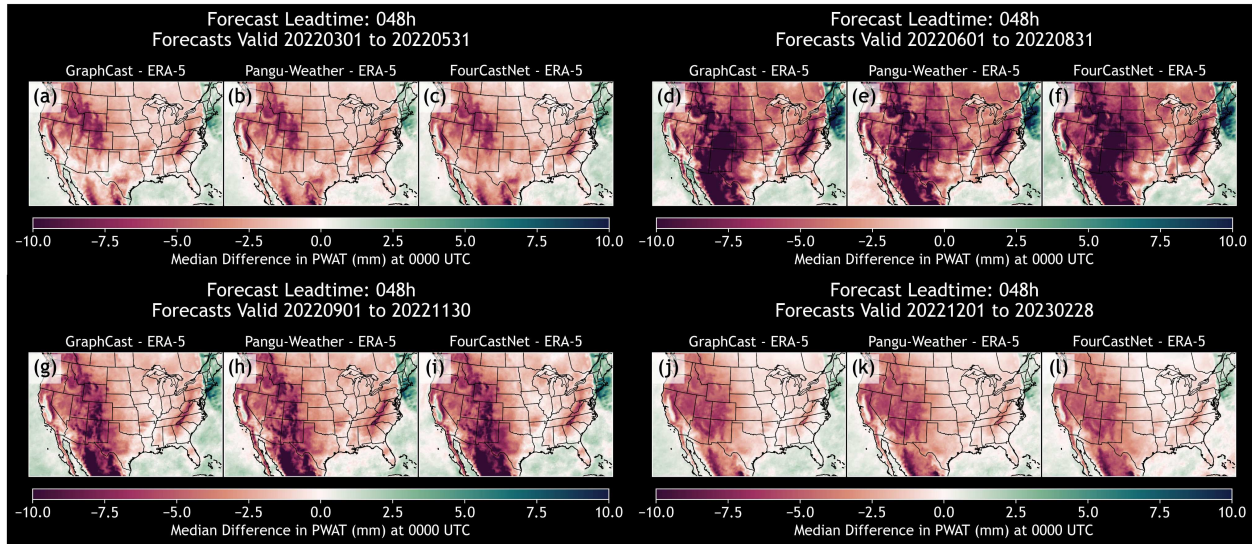 Forecast Leadtime: 048h
Forecasts Valid 20220301 to 20220531
GraphCast - ERA-5 Pangu-Weather - ERA-5 FourCastNet - ERA-5
(a) (b) (c)
−10.0 −7.5 −5.0 −2.5 0.0 2.5 5.0 7.5 10.0
Median Difference in PWAT (mm) at 0000 UTC
Forecast Leadtime: 048h
Forecasts Valid 20220601 to 20220831
GraphCast - ERA-5 Pangu-Weather - ERA-5 FourCastNet - ERA-5
(d) (e) (f)
−10.0 −7.5 −5.0 −2.5 0.0 2.5 5.0 7.5 10.0
Median Difference in PWAT (mm) at 0000 UTC
Forecast Leadtime: 048h
Forecasts Valid 20220901 to 20221130
GraphCast - ERA-5 Pangu-Weather - ERA-5 FourCastNet - ERA-5
(g) (h) (i)
−10.0 −7.5 −5.0 −2.5 0.0 2.5 5.0 7.5 10.0
Median Difference in PWAT (mm) at 0000 UTC
Forecast Leadtime: 048h
Forecasts Valid 20221201 to 20230228
GraphCast - ERA-5 Pangu-Weather - ERA-5 FourCastNet - ERA-5
(j) (k) (l)
−10.0 −7.5 −5.0 −2.5 0.0 2.5 5.0 7.5 10.0
Median Difference in PWAT (mm) at 0000 UTC